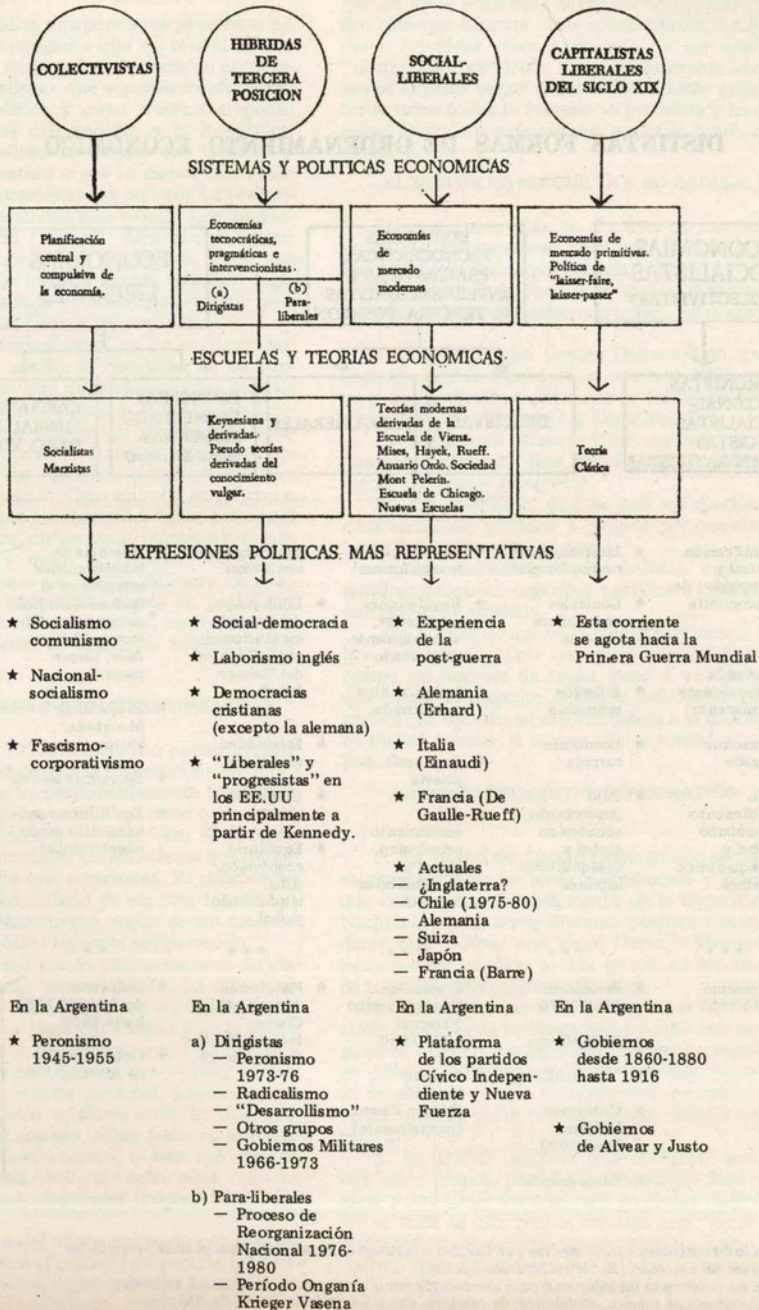 COLECTIVISTAS
HIBRIDAS
DE
TERCERA
POSICION
SOCIAL-
LIBERALES
CAPITALISTAS
LIBERALES
DEL SIGLO XIX
SISTEMAS Y POLITICAS ECONOMICAS
Planificación
central y
compulsiva de
la economía.
Economías
tecnocráticas,
pragmáticas e
intervencionistas.
(a)
Dirigistas
(b)
Para-
liberales
Economías
de
mercado
modernas
Economías de
mercado primitivas.
Política de
"laisser-faire,
laisser-passer"
ESCUELAS Y TEORIAS ECONOMICAS
Socialistas
Marxistas
Keynesiana y
derivadas.
Pseudo teorías
derivadas del
conocimiento
vulgar.
Teorías modernas
derivadas de la
Escuela de Viena.
Mises, Hayek, Rueff.
Anuario Ordo. Sociedad
Mont Pelerin.
Escuela de Chicago.
Nuevas Escuelas
Teoría
Clásica
EXPRESIONES POLITICAS MAS REPRESENTATIVAS
★ Socialismo
comunismo
★ Nacional-
socialismo
★ Fascismo-
corporativismo
★ Social-democracia
★ Laborismo inglés
★ Democracias
cristianas
(excepto la alemana)
★ "Liberales" y
"progresistas" en
los EE.UU
principalmente a
partir de Kennedy.
★ Experiencia
de la
post-guerra
★ Alemania
(Erhard)
★ Italia
(Einaudi)
★ Francia (De
Gaulle-Rueff)
★ Actuales
— ¿Inglaterra?
— Chile (1975-80)
— Alemania
— Suiza
— Japón
— Francia (Barre)
★ Esta corriente
se agota hacia la
Primera Guerra Mundial
En la Argentina
★ Peronismo
1945-1955
En la Argentina
a) Dirigistas
— Peronismo
1973-76
— Radicalismo
— "Desarrollismo"
— Otros grupos
— Gobiernos Militares
1966-1973
b) Para-liberales
— Proceso de
Reorganización
Nacional 1976-
1980
— Período Onganía
Krieger Vasena
En la Argentina
★ Plataforma
de los partidos
Cívico Indepen-
diente y Nueva
Fuerza
En la Argentina
★ Gobiernos
desde 1860-1880
hasta 1916
★ Gobiernos
de Alvear y Justo